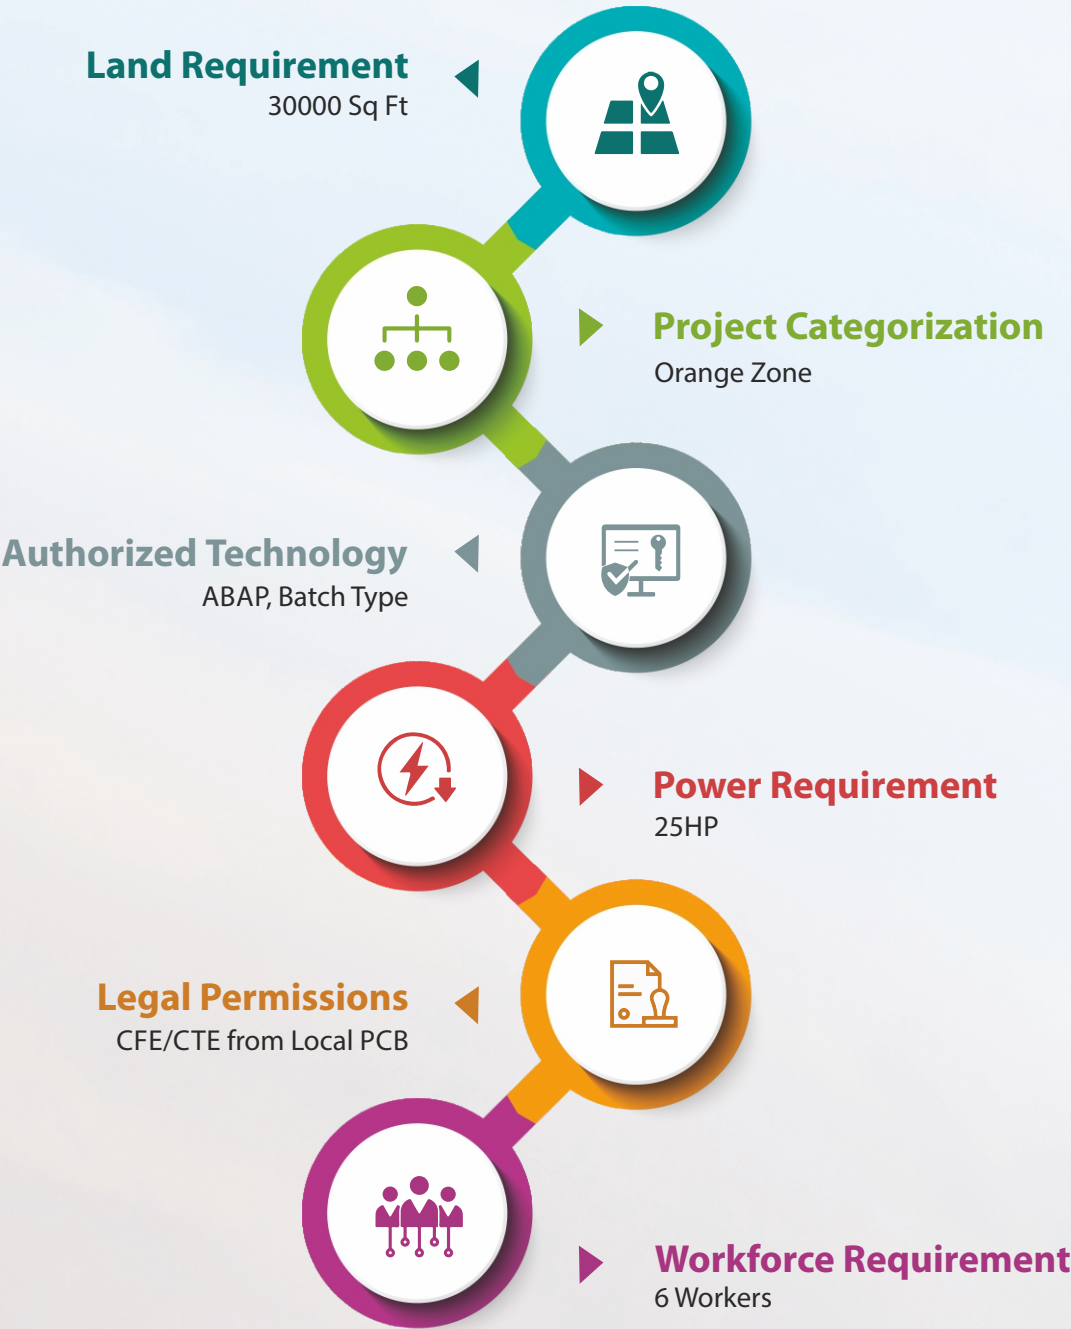 Land Requirement
30000 Sq Ft
Project Categorization
Orange Zone
Authorized Technology
ABAP, Batch Type
Power Requirement
25HP
Legal Permissions
CFE/CTE from Local PCB
Workforce Requirement
6 Workers